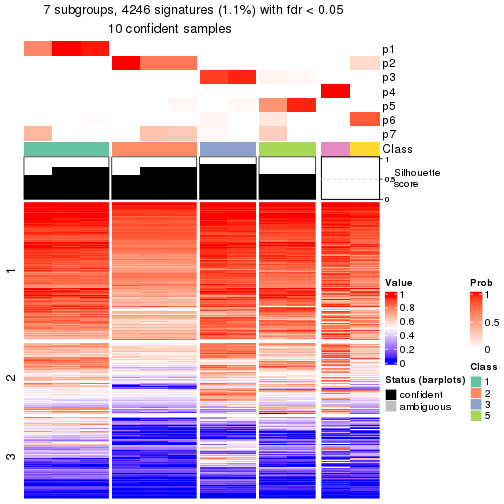 7 subgroups, 4246 signatures (1.1%) with fdr < 0.05
10 confident samples
p1
p2
p3
p4
p5
p6
p7
Class
1
0.5
0
Silhouette
score
1
2
3
Value
1
0.8
0.6
0.4
0.2
0
Status (barplots)
confident
ambiguous
Prob
1
0.5
0
Class
1
2
3
5